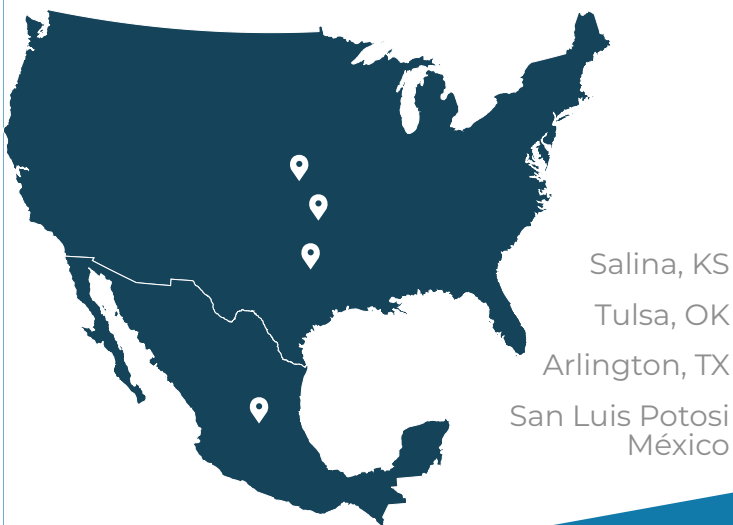 Salina, KS
Tulsa, OK
Arlington, TX
San Luis Potosi
México